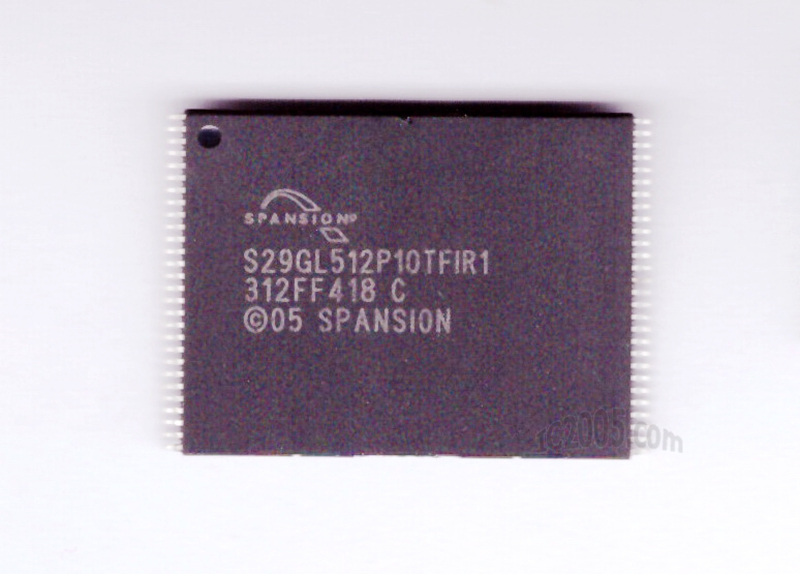 SPANSION
S29GL512P10TFIR1
312FF418 C
©05 SPANSION
ic2005.com